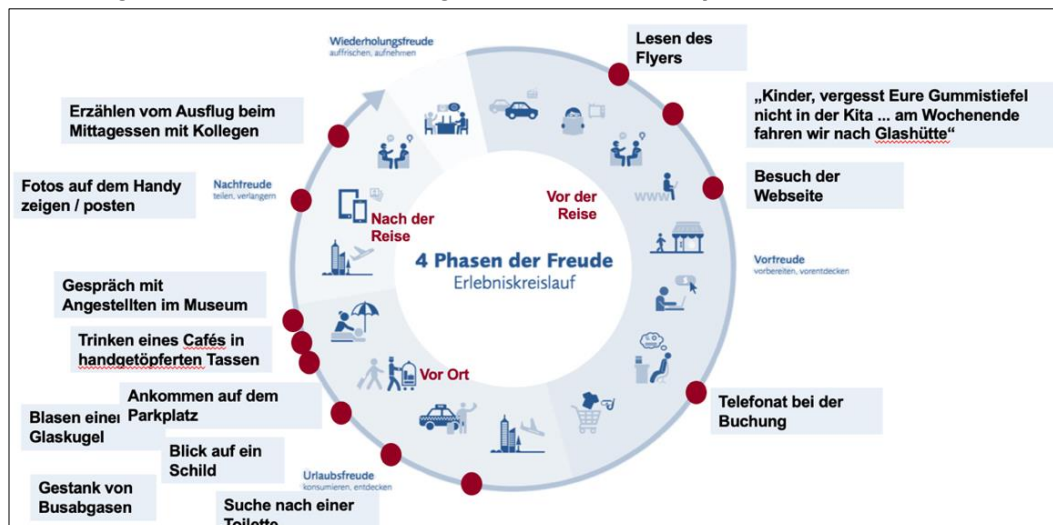 Wiederholungsfreude
auffrischen, aufnehmen
Lesen des
Flyers
Erzählen vom Ausflug beim
Mittagessen mit Kollegen
„Kinder, vergesst Eure Gummistiefel
nicht in der Kita ... am Wochenende
fahren wir nach Glashütte“
Fotos auf dem Handy
zeigen / posten
Nachfreude
teilen, verlangern
Nach der
Reise
Vor der
Reise
WWW
Besuch der
Webseite
4 Phasen der Freude
Erlebniskreislauf
Vorfreude
vorbereiten, vorentdecken
Gespräch mit
Angestellten im Museum
Trinken eines Cafés in
handgetöpferten Tassen
Vor Ort
Ankommen auf dem
Parkplatz
Blasen einer
Glaskugel
Telefonat bei der
Buchung
Blick auf ein
Schild
Urlaubsfreude
konsumieren, entdecken
Gestank von
Busabgasen
Suche nach einer
Toilette